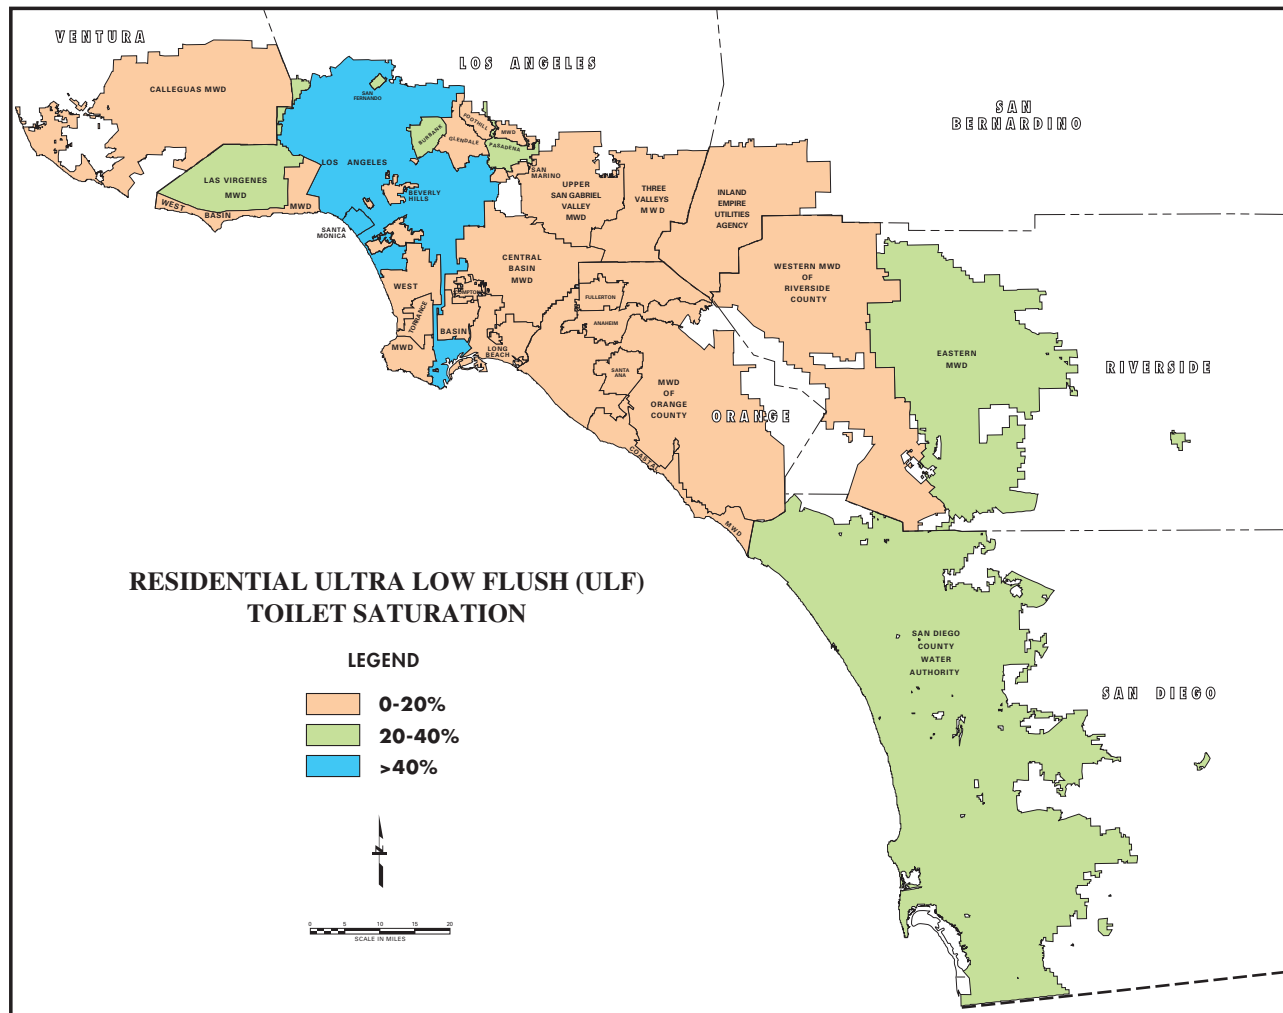 VENTURA
LOS ANGELES
SAN
BERNARDINO
CALLEGUAS MWD
SAN
FERNANDO
BURBANK
FOOTHILL
MWD
GLENDALE
PASADENA
LOS ANGELES
SAN
MARINO
LAS VIRGENES
MWD
WEST
BASIN
MWD
BEVERLY
HILLS
SANTA
MONICA
UPPER
SAN GABRIEL
VALLEY
MWD
THREE
VALLEYS
MWD
INLAND
EMPIRE
UTILITIES
AGENCY
CENTRAL
BASIN
MWD
WESTERN MWD
OF
RIVERSIDE
COUNTY
WEST
COMPTON
FULLERTON
TORRANCE
BASIN
ANAHEIM
MWD
LONG
BEACH
SANTA
ANA
EASTERN
MWD
RIVERSIDE
MWD
OF
ORANGE
COUNTY
ORANGE
COASTAL
MWD
RESIDENTIAL ULTRA LOW FLUSH (ULF)
TOILET SATURATION
LEGEND
0-20%
20-40%
>40%
SAN DIEGO
COUNTY
WATER
AUTHORITY
SAN DIEGO
N
0 5 10 15 20
SCALE IN MILES